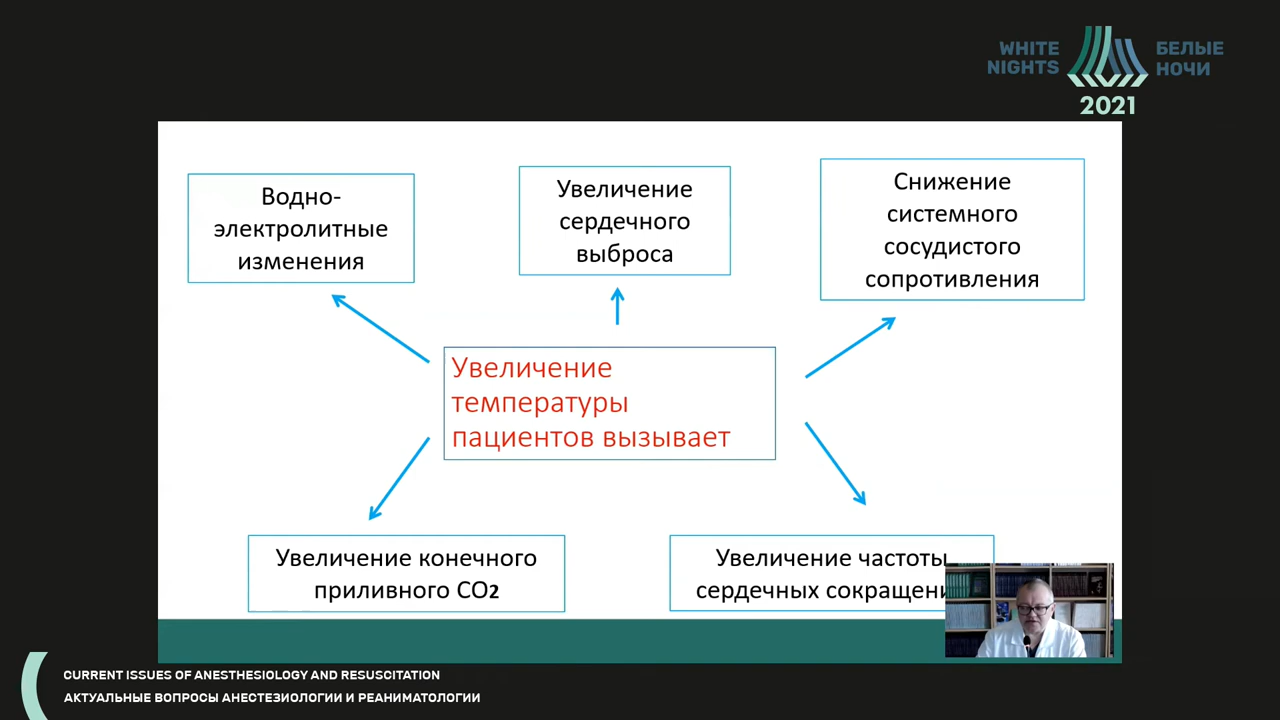 WHITE
NIGHTS
БЕЛЫЕ
НОЧИ
2021
Водно-
электролитные
изменения
Увеличение
сердечного
выброса
Снижение
системного
сосудистого
сопротивления
Увеличение
температуры
пациентов вызывает
Увеличение конечного
приливного СО2
Увеличение частоты
сердечных
CURRENT ISSUES OF ANESTHESIOLOGY AND RESUSCITATION
АКТУАЛЬНЫЕ ВОПРОСЫ АНЕСТЕЗИОЛОГИИ И РЕАНИМАТОЛОГИИ